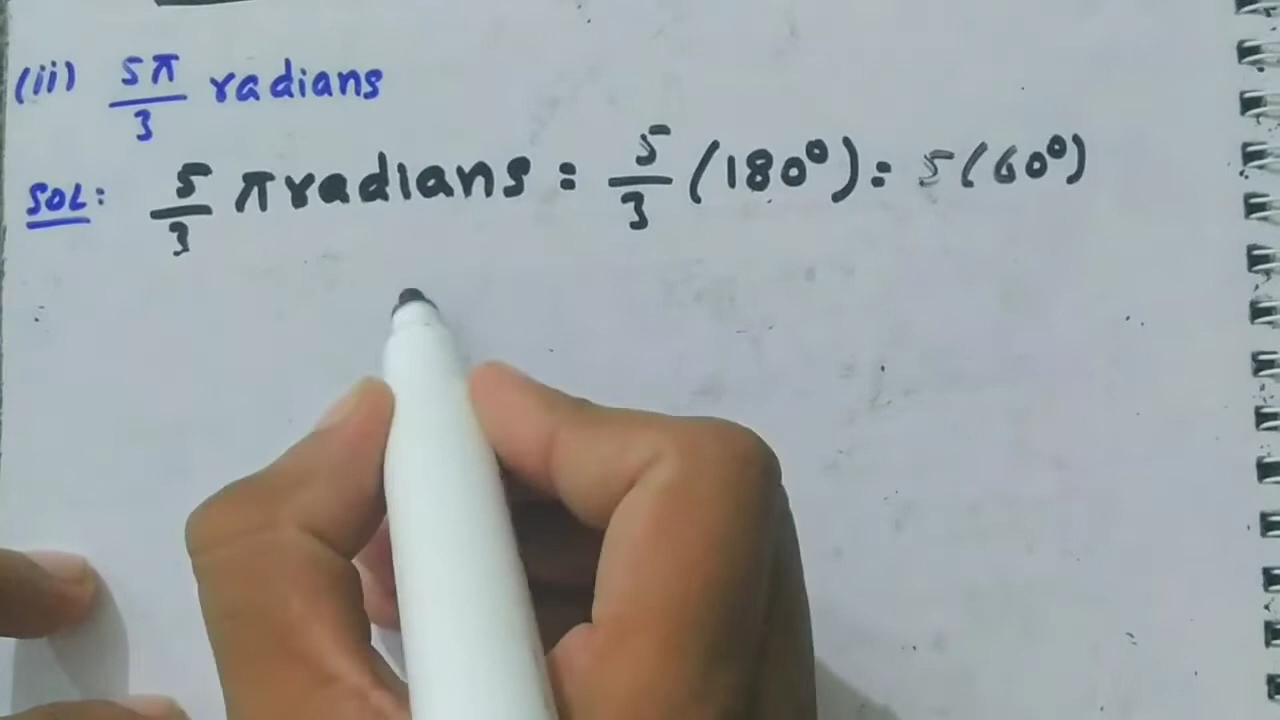 (ii) 5π/3 radians
SOL: 5/3 π radians = 5/3 (180°) = 5(60°)